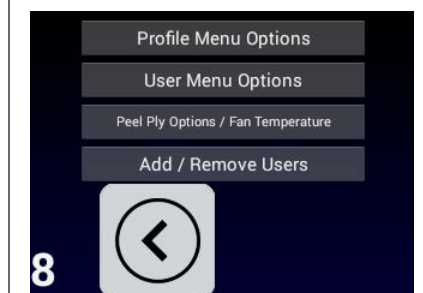 Profile Menu Options
User Menu Options
Peel Ply Options / Fan Temperature
Add / Remove Users
8